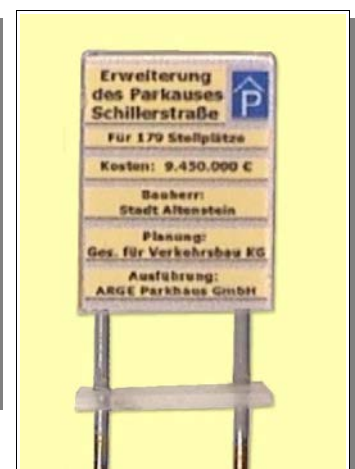 Erweiterung
des Parkauses
Schillerstraße
P
Für 179 Stellplätze
Kosten: 9.450.000 €
Bauherr:
Stadt Altenstein
Planung:
Ges. für Verkehrsbau KG
Ausführung:
ARGE Parkhaus GmbH